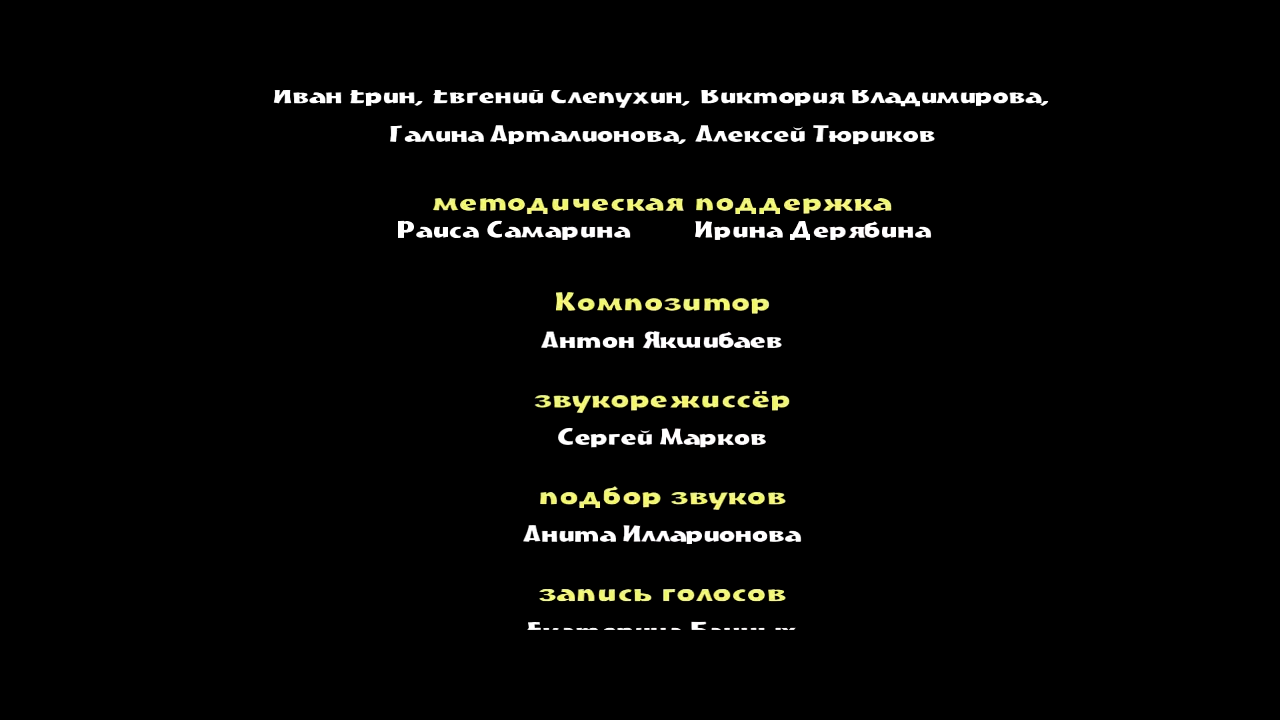 Иван Ерин, Евгений Слепухин, Виктория Владимирова,
Галина Арталионова, Алексей Тюриков
методическая поддержка
Раиса Самарина Ирина Дерябина
Композитор
Антон Якшибаев
звукорежиссёр
Сергей Марков
подбор звуков
Анита Илларионова
запись голосов
Екатерина